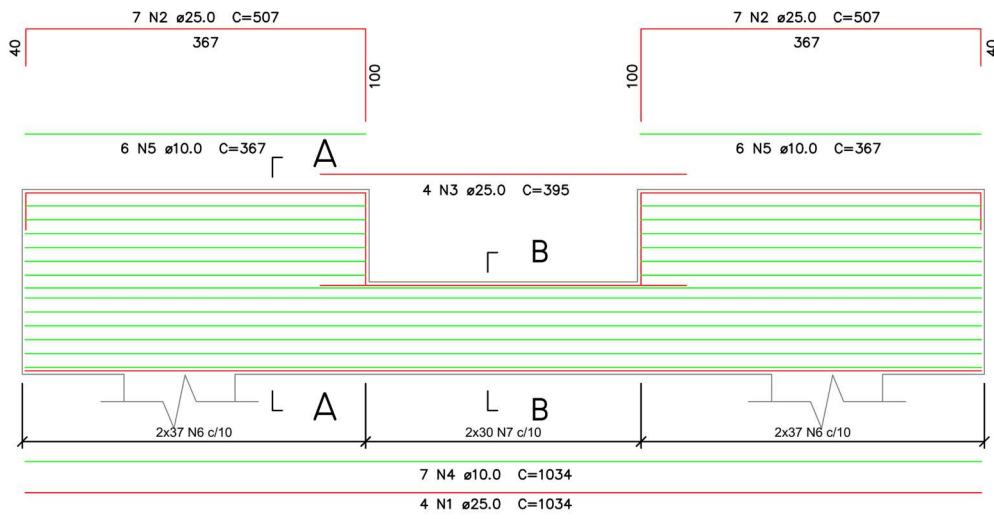 7 N2 ø25.0 C=507
7 N2 ø25.0 C=507
40
367
100
100
367
40
6 N5 ø10.0 C=367
A
6 N5 ø10.0 C=367
4 N3 ø25.0 C=395
B
A
B
2x37 N6 c/10
2x30 N7 c/10
2x37 N6 c/10
7 N4 ø10.0 C=1034
4 N1 ø25.0 C=1034